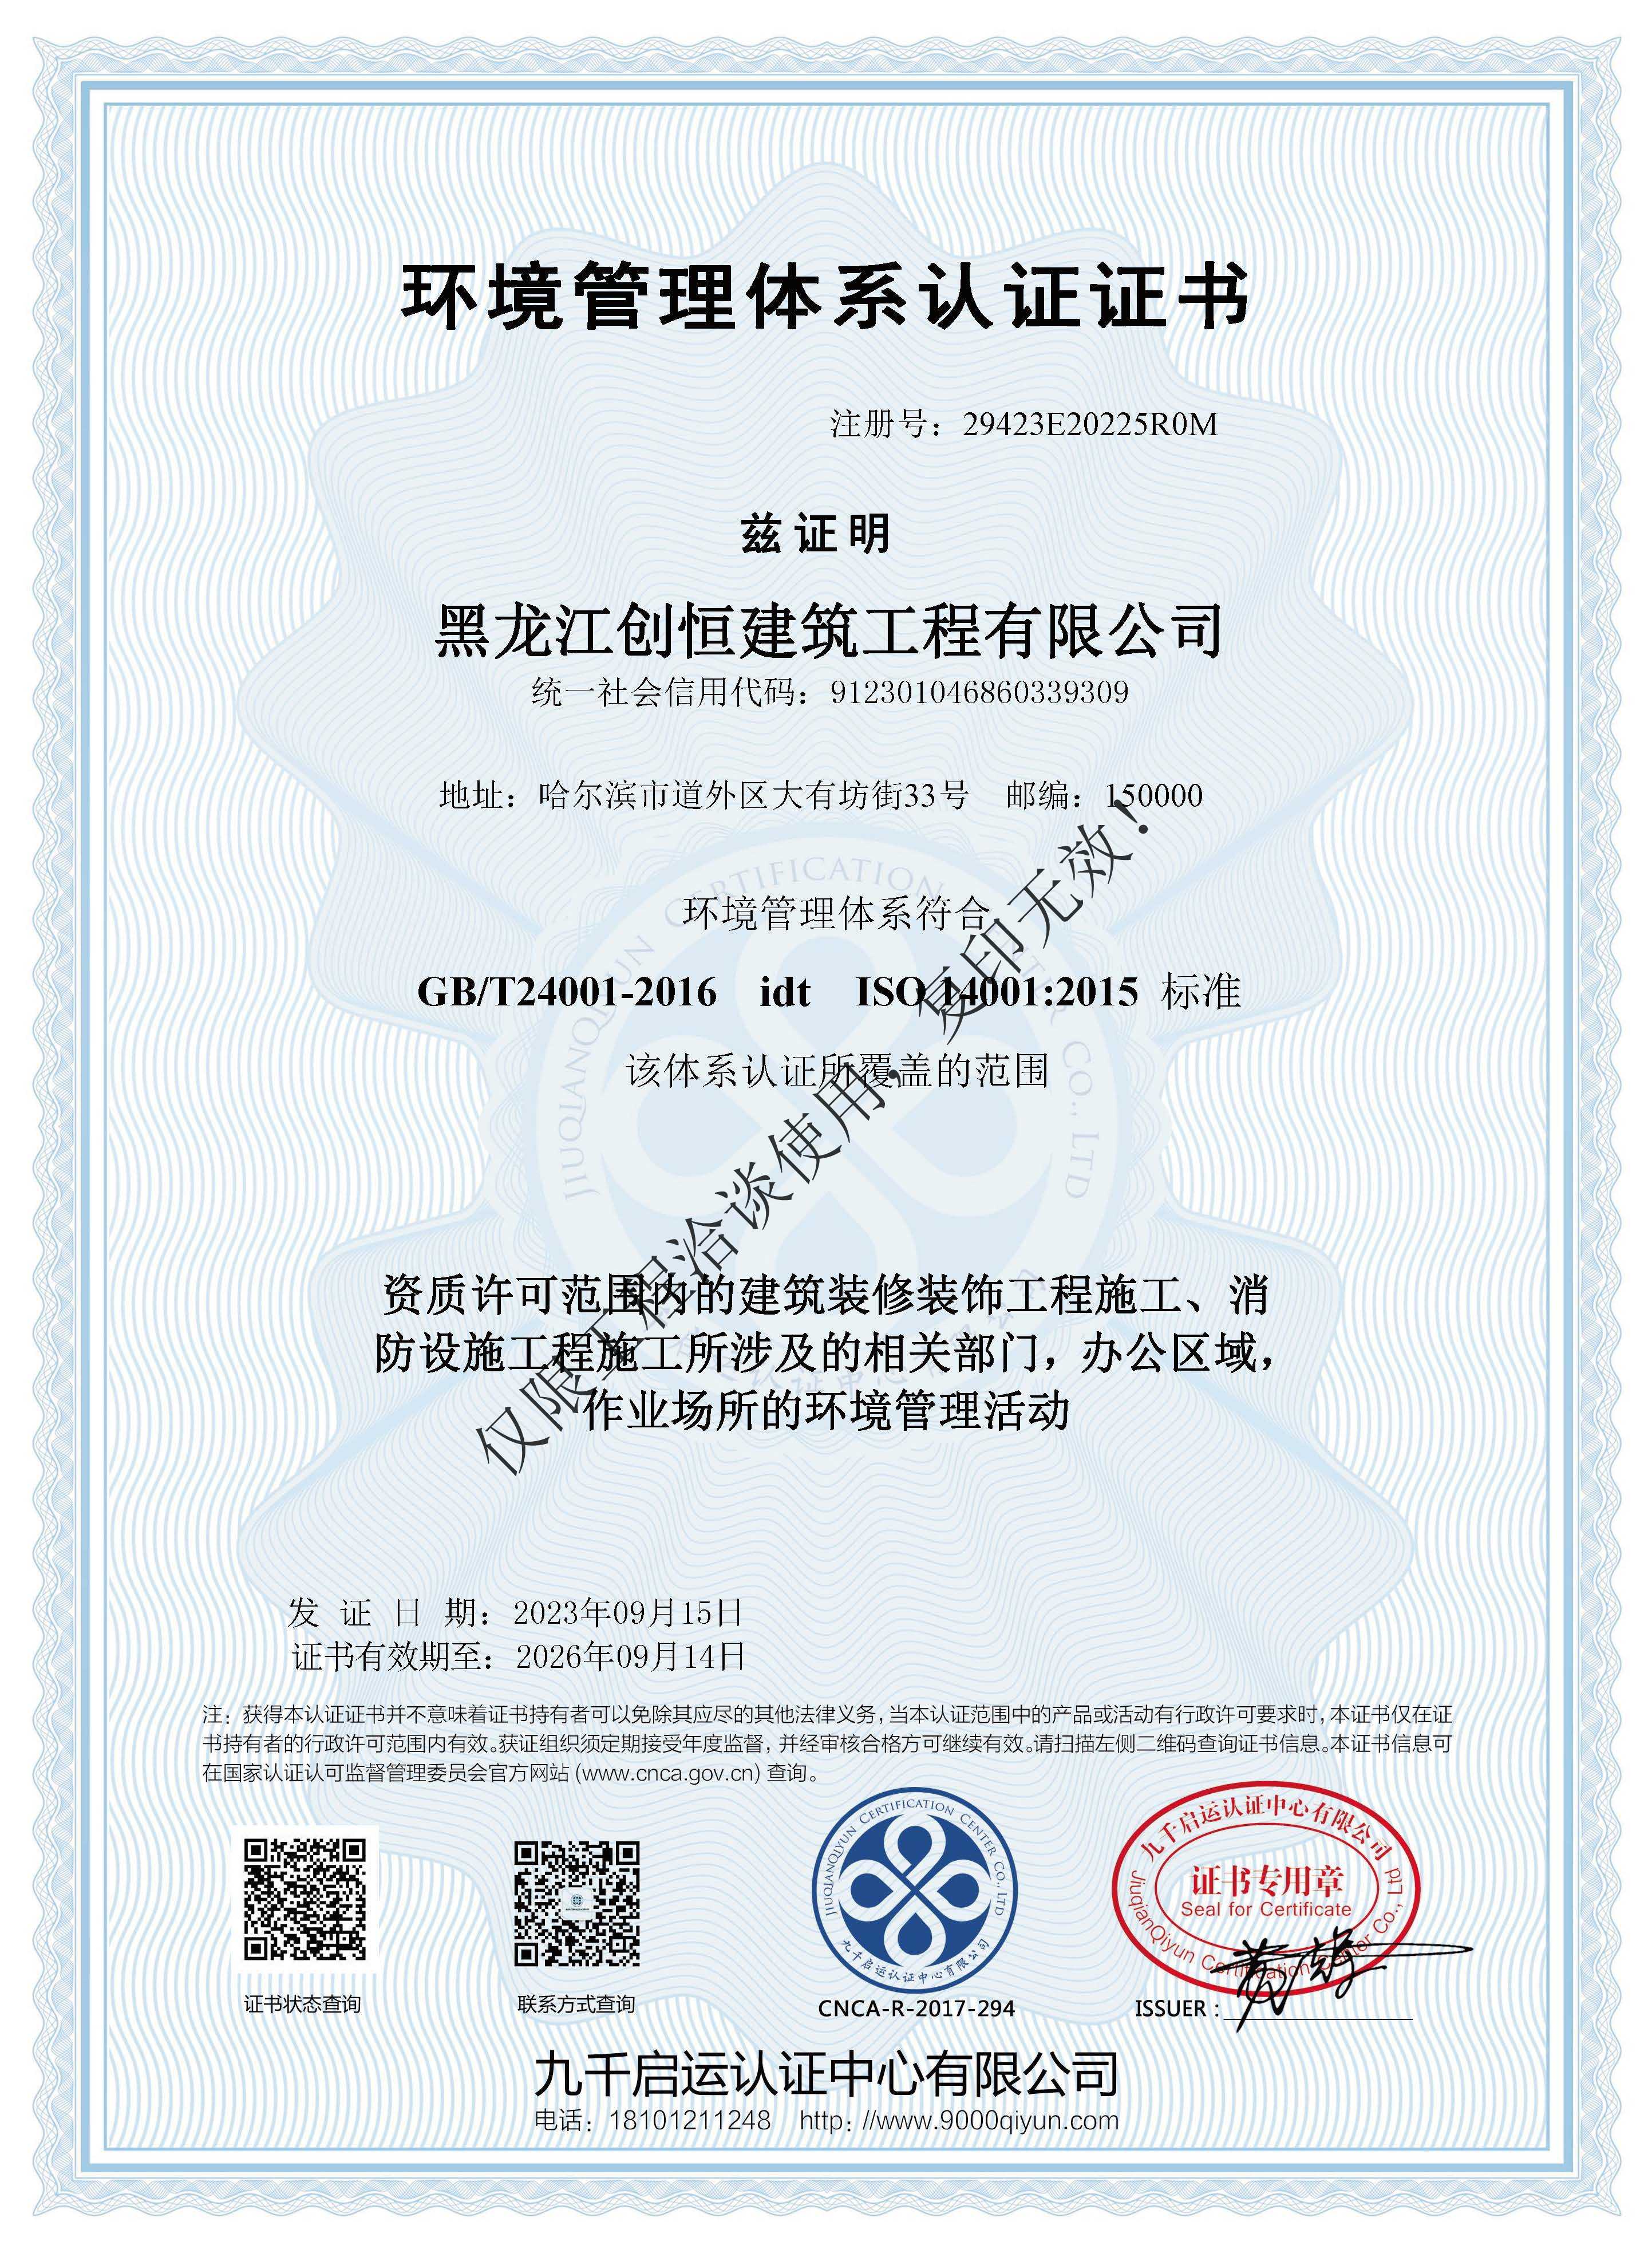 环境管理体系认证证书
注册号：29423E20225R0M
兹证明
黑龙江创恒建筑工程有限公司
统一社会信用代码：912301046860339309
地址：哈尔滨市道外区大有坊街33号 邮编：150000
环境管理体系符合
GB/T24001-2016 idt ISO 14001:2015 标准
该体系认证所覆盖的范围
资质许可范围内的建筑装修装饰工程施工、消
防设施工程施工所涉及的相关部门，办公区域，
作业场所的环境管理活动
仅限工程洽谈使用，复印无效！
JIUQIANQIYUN CERTIFICATION CENTER CO., LTD
发 证 日 期：2023年09月15日
证书有效期至：2026年09月14日
注：获得本认证证书并不意味着证书持有者可以免除其应尽的其他法律义务，当本认证范围中的产品或活动有行政许可要求时，本证书仅在证
书持有者的行政许可范围内有效。获证组织须定期接受年度监督，并经审核合格方可继续有效。请扫描左侧二维码查询证书信息。本证书信息可
在国家认证认可监督管理委员会官方网站 (www.cnca.gov.cn) 查询。
证书状态查询
联系方式查询
JIUQIANQIYUN CERTIFICATION CENTER CO., LTD
九千启运认证中心有限公司
CNCA-R-2017-294
九千启运认证中心有限公司
证书专用章
Seal for Certificate
JiuqianQiyun Certification Center Co., Ltd
ISSUER :
九千启运认证中心有限公司
电话：18101211248 http: //www.9000qiyun.com